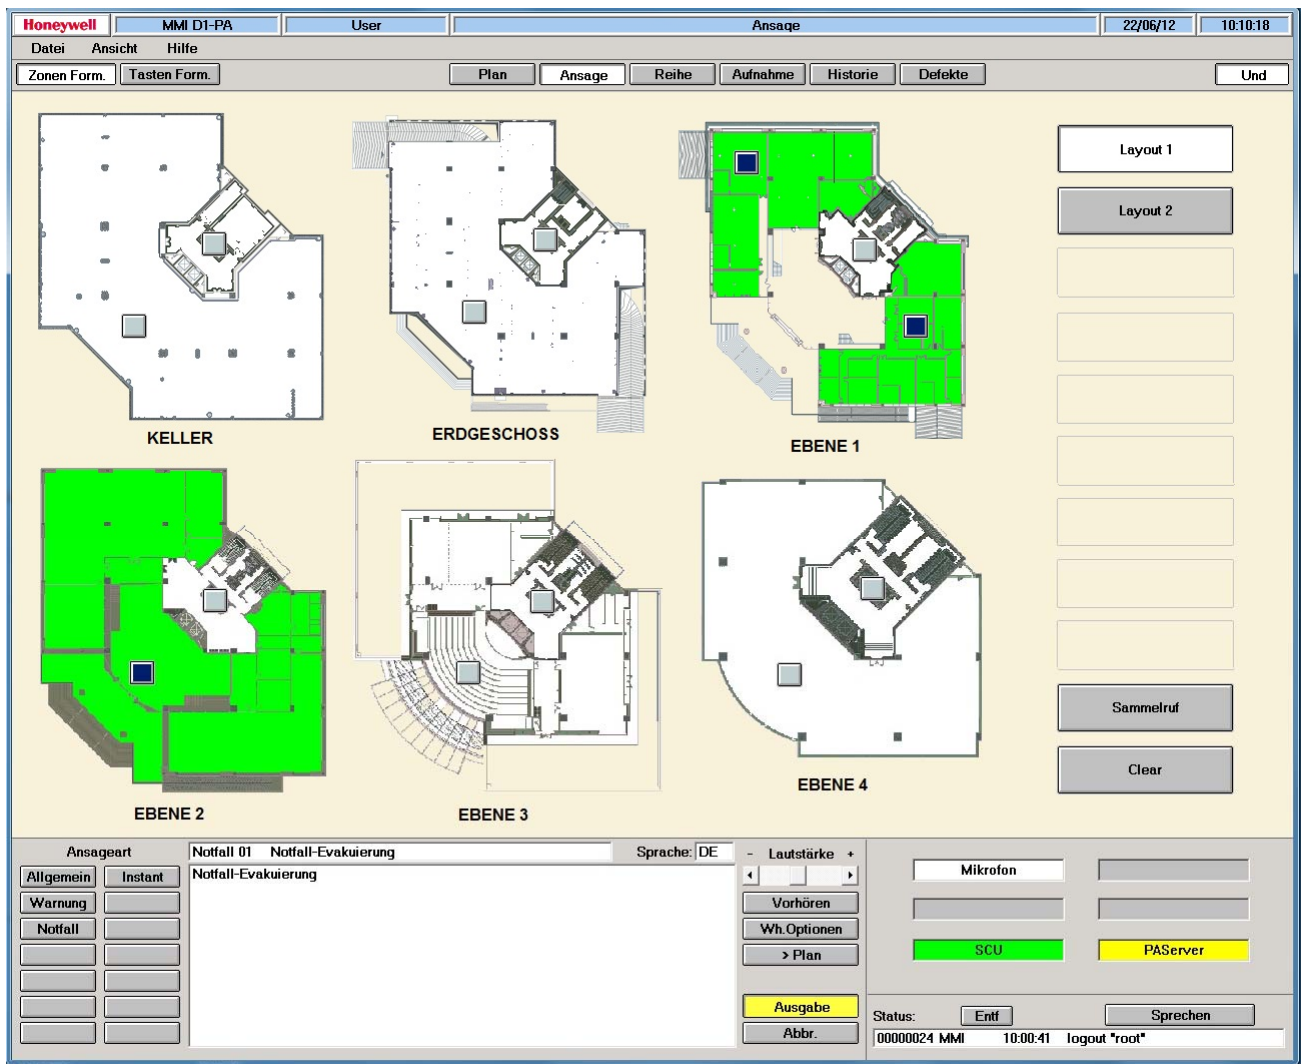 Honeywell MMI D1-PA User Ansage 22/06/12 10:10:18
Datei Ansicht Hilfe
Zonen Form. Tasten Form. Plan Ansage Reihe Aufnahme Historie Defekte Und
Layout 1
Layout 2
KELLER ERDGESCHOSS EBENE 1
Sammelruf
Clear
EBENE 2 EBENE 3 EBENE 4
Ansageart Notfall 01 Notfall-Evakuierung Sprache: DE - Lautstärke +
Allgemein Instant Notfall-Evakuierung Mikrofon
Warnung Vorhören
Notfall Wh.Optionen
> Plan SCU PAServer
Ausgabe
Status: Entf Sprechen
Abbr. 00000024 MMI 10:00:41 logout "root"